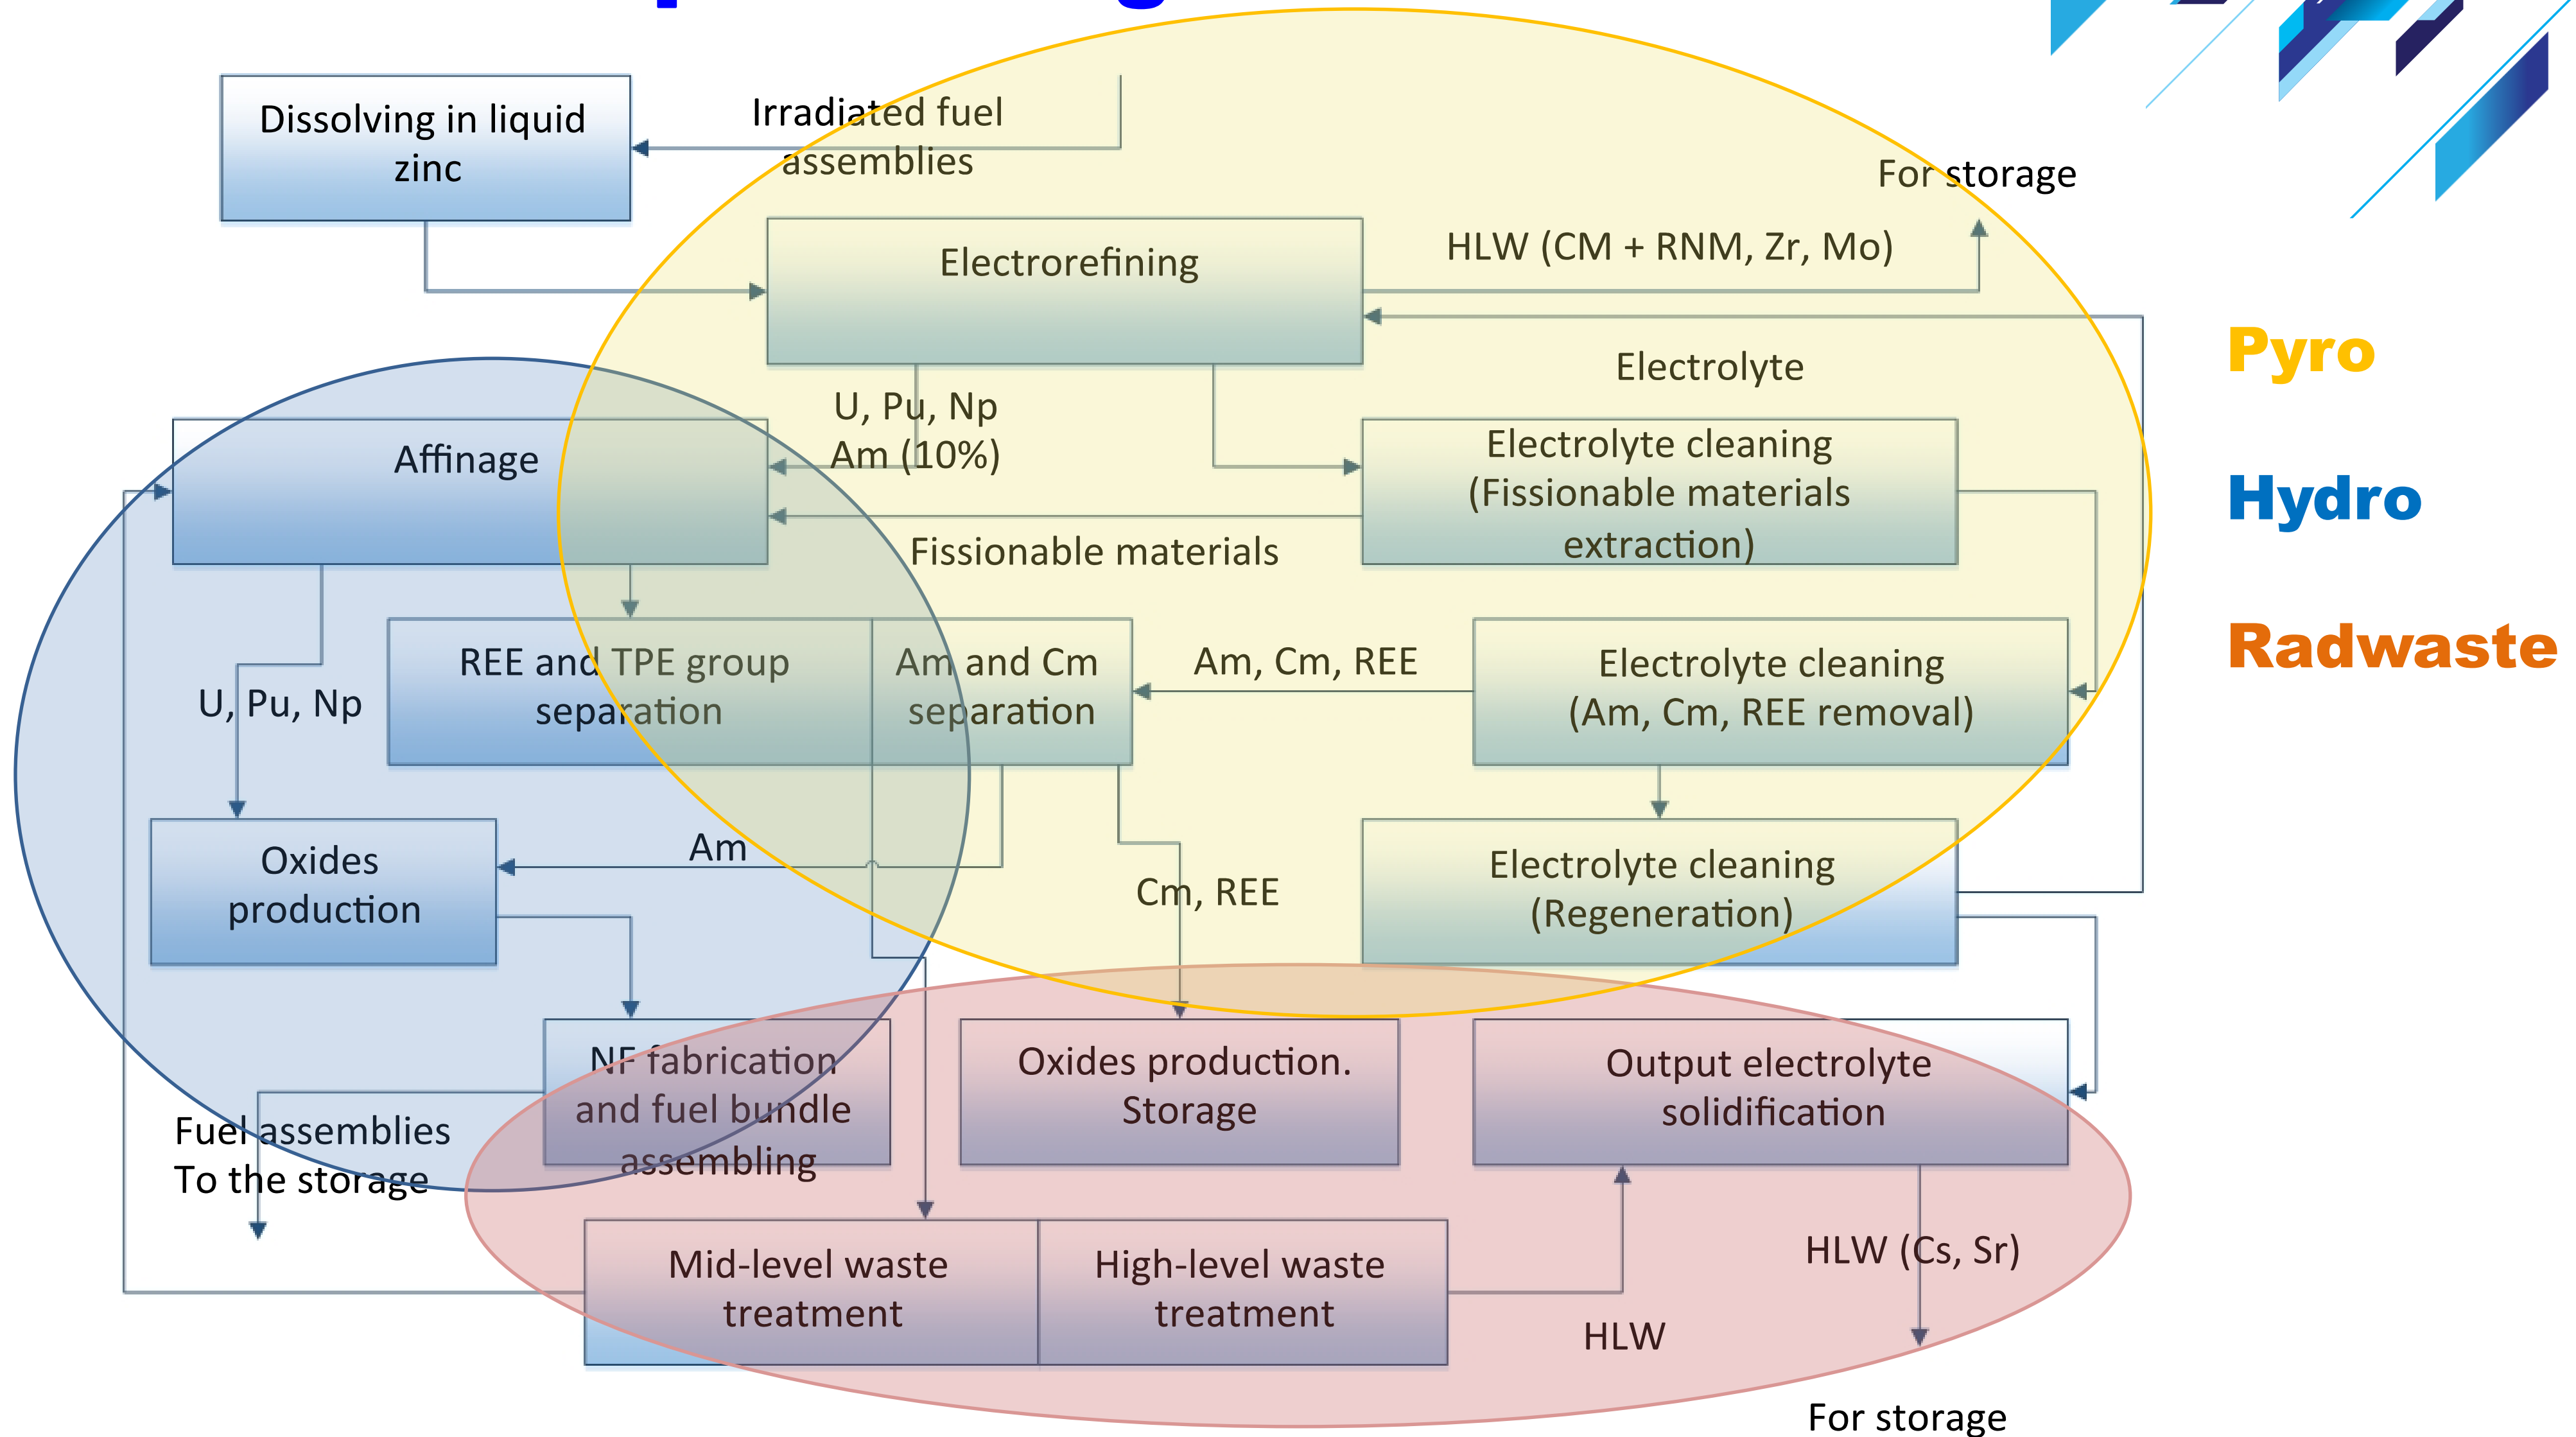 Dissolving in liquid
zinc
Irradiated fuel
assemblies
For storage
Electrorefining
HLW (CM + RNM, Zr, Mo)
Electrolyte
Pyro
U, Pu, Np
Am (10%)
Affinage
Electrolyte cleaning
(Fissionable materials
extraction)
Hydro
Fissionable materials
REE and TPE group
separation
Am and Cm
separation
Am, Cm, REE
Electrolyte cleaning
(Am, Cm, REE removal)
Radwaste
U, Pu, Np
Oxides
production
Am
Cm, REE
Electrolyte cleaning
(Regeneration)
NF fabrication
and fuel bundle
assembling
Oxides production.
Storage
Output electrolyte
solidification
Fuel assemblies
To the storage
Mid-level waste
treatment
High-level waste
treatment
HLW (Cs, Sr)
HLW
For storage